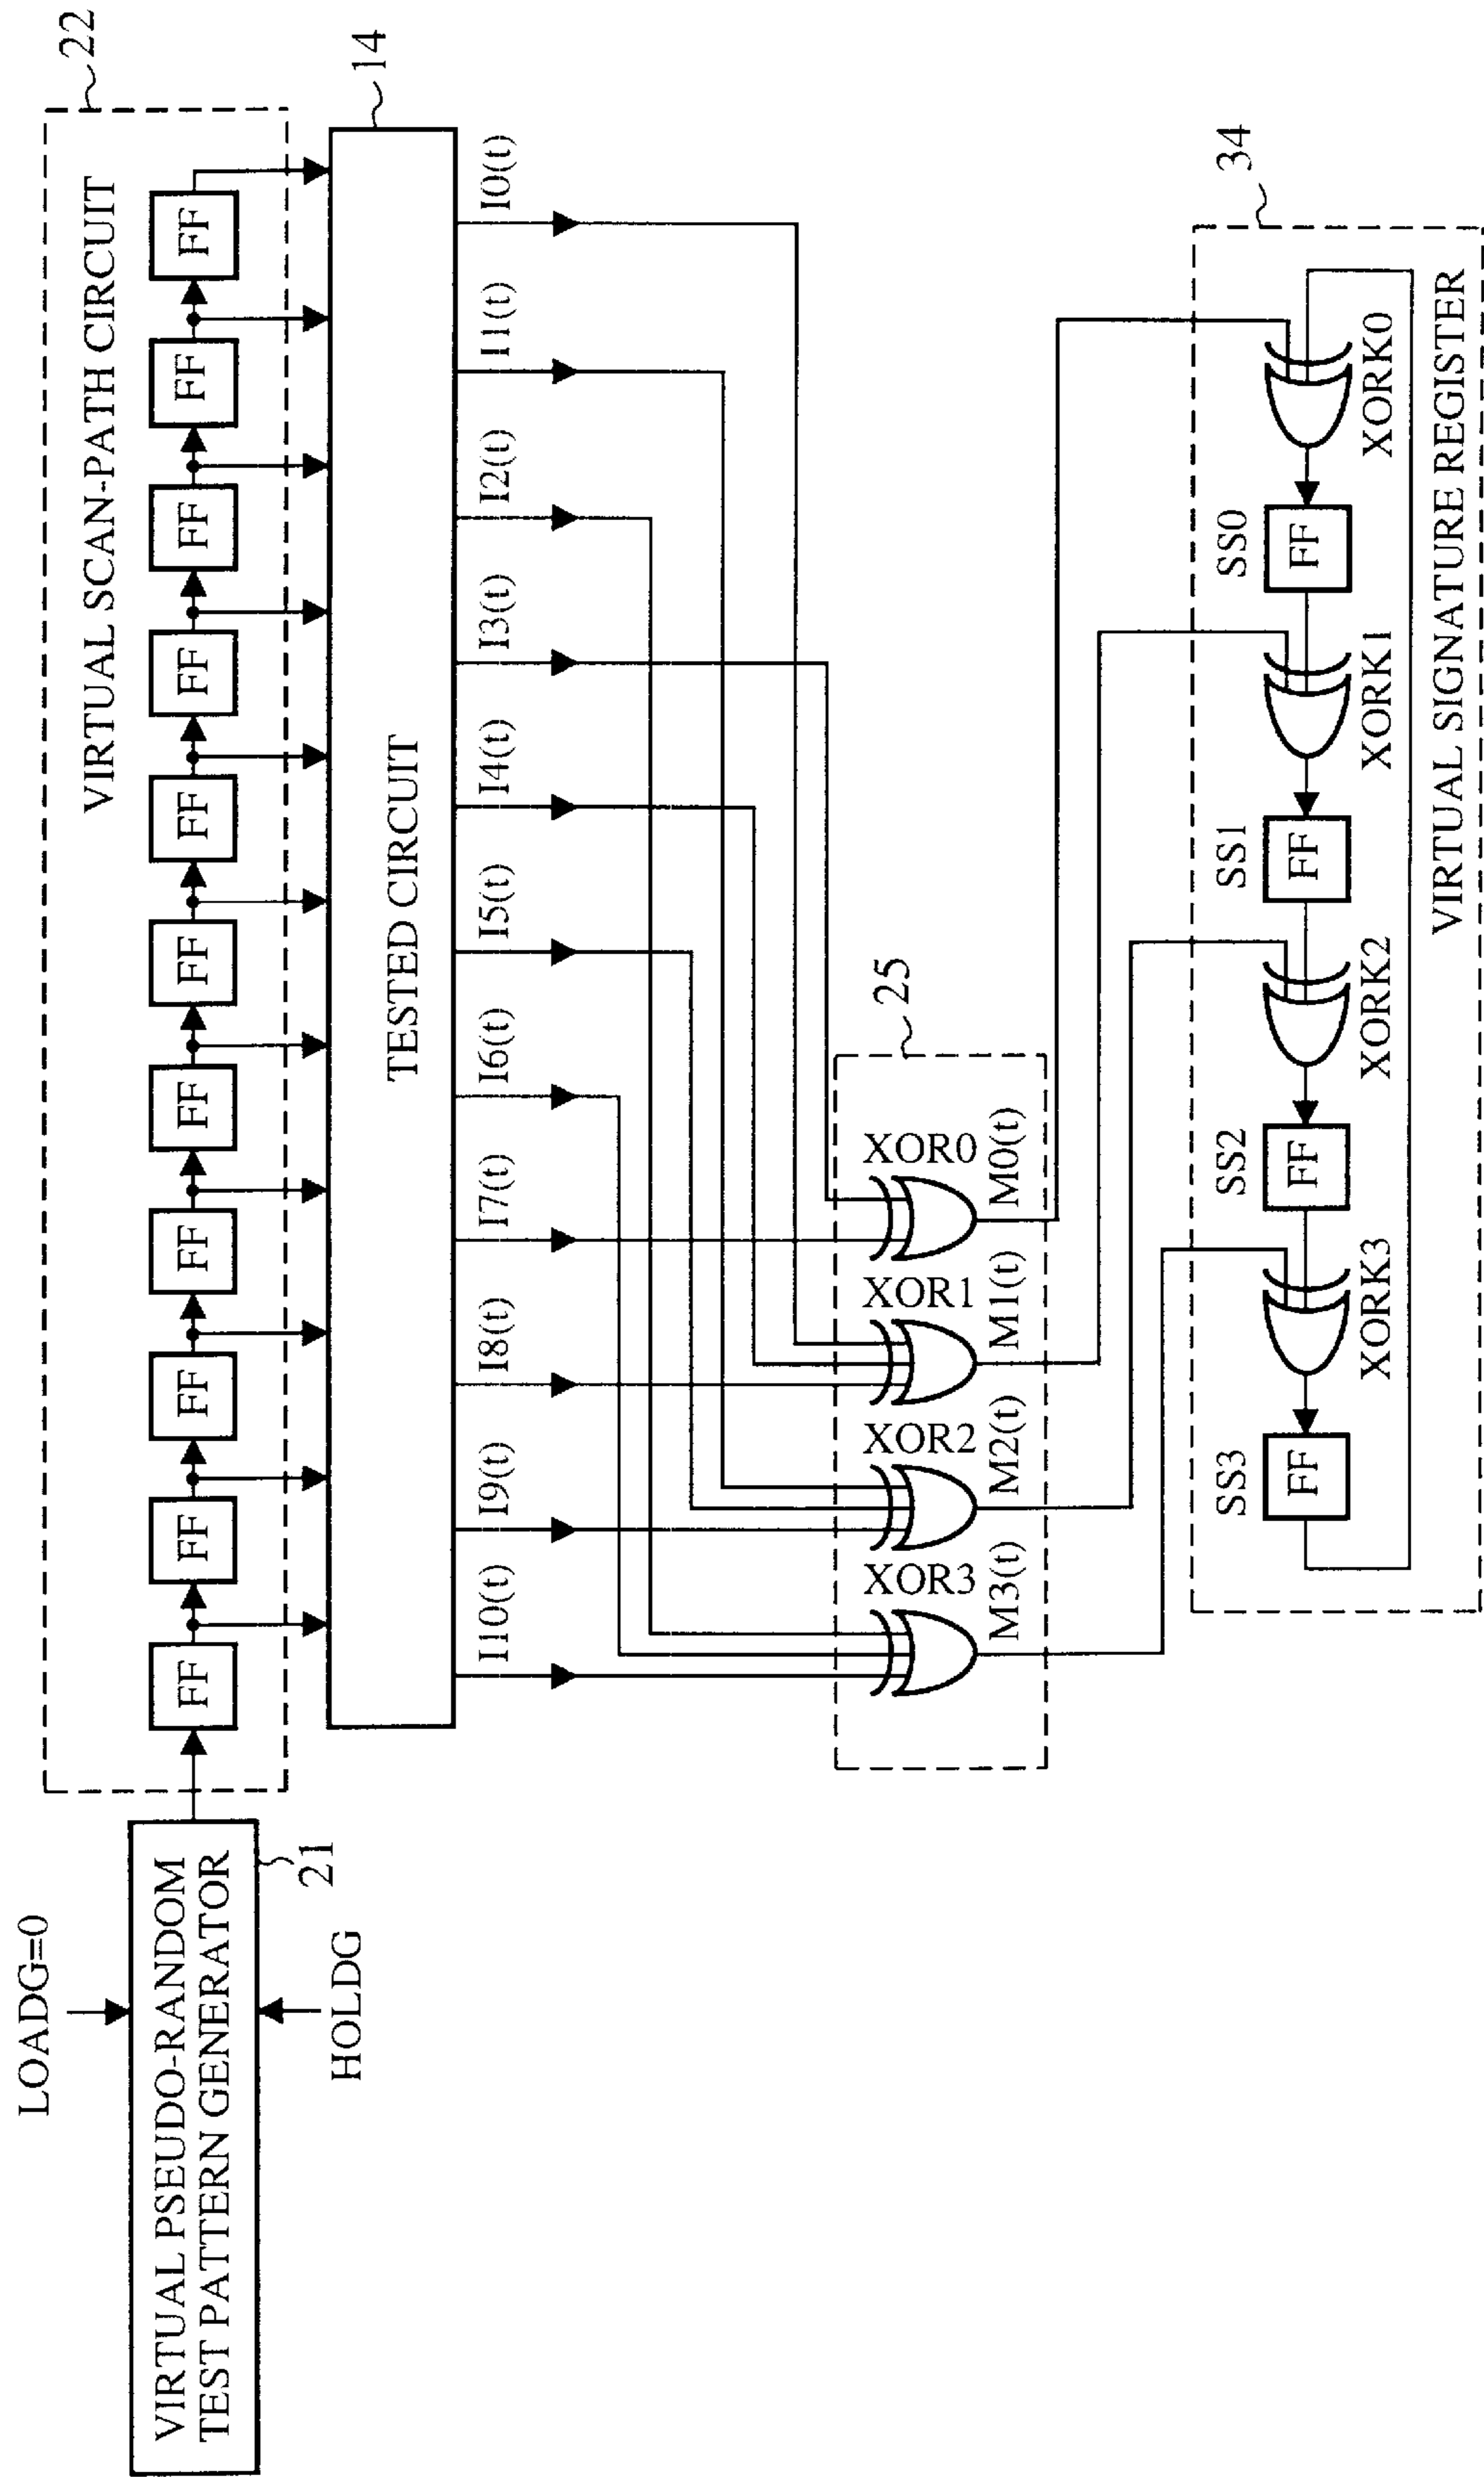 LOADG=0
VIRTUAL PSEUDO-RANDOM
TEST PATTERN GENERATOR
21
HOLDG
22
VIRTUAL SCAN-PATH CIRCUIT
FF
FF
FF
FF
FF
FF
FF
FF
FF
FF
FF
14
TESTED CIRCUIT
I10(t)
I9(t)
I8(t)
I7(t)
I6(t)
I5(t)
I4(t)
I3(t)
I2(t)
I1(t)
I0(t)
25
XOR3
XOR2
XOR1
XOR0
M3(t)
M2(t)
M1(t)
M0(t)
34
SS3
SS2
SS1
SS0
FF
FF
FF
FF
XORK3
XORK2
XORK1
XORK0
VIRTUAL SIGNATURE REGISTER